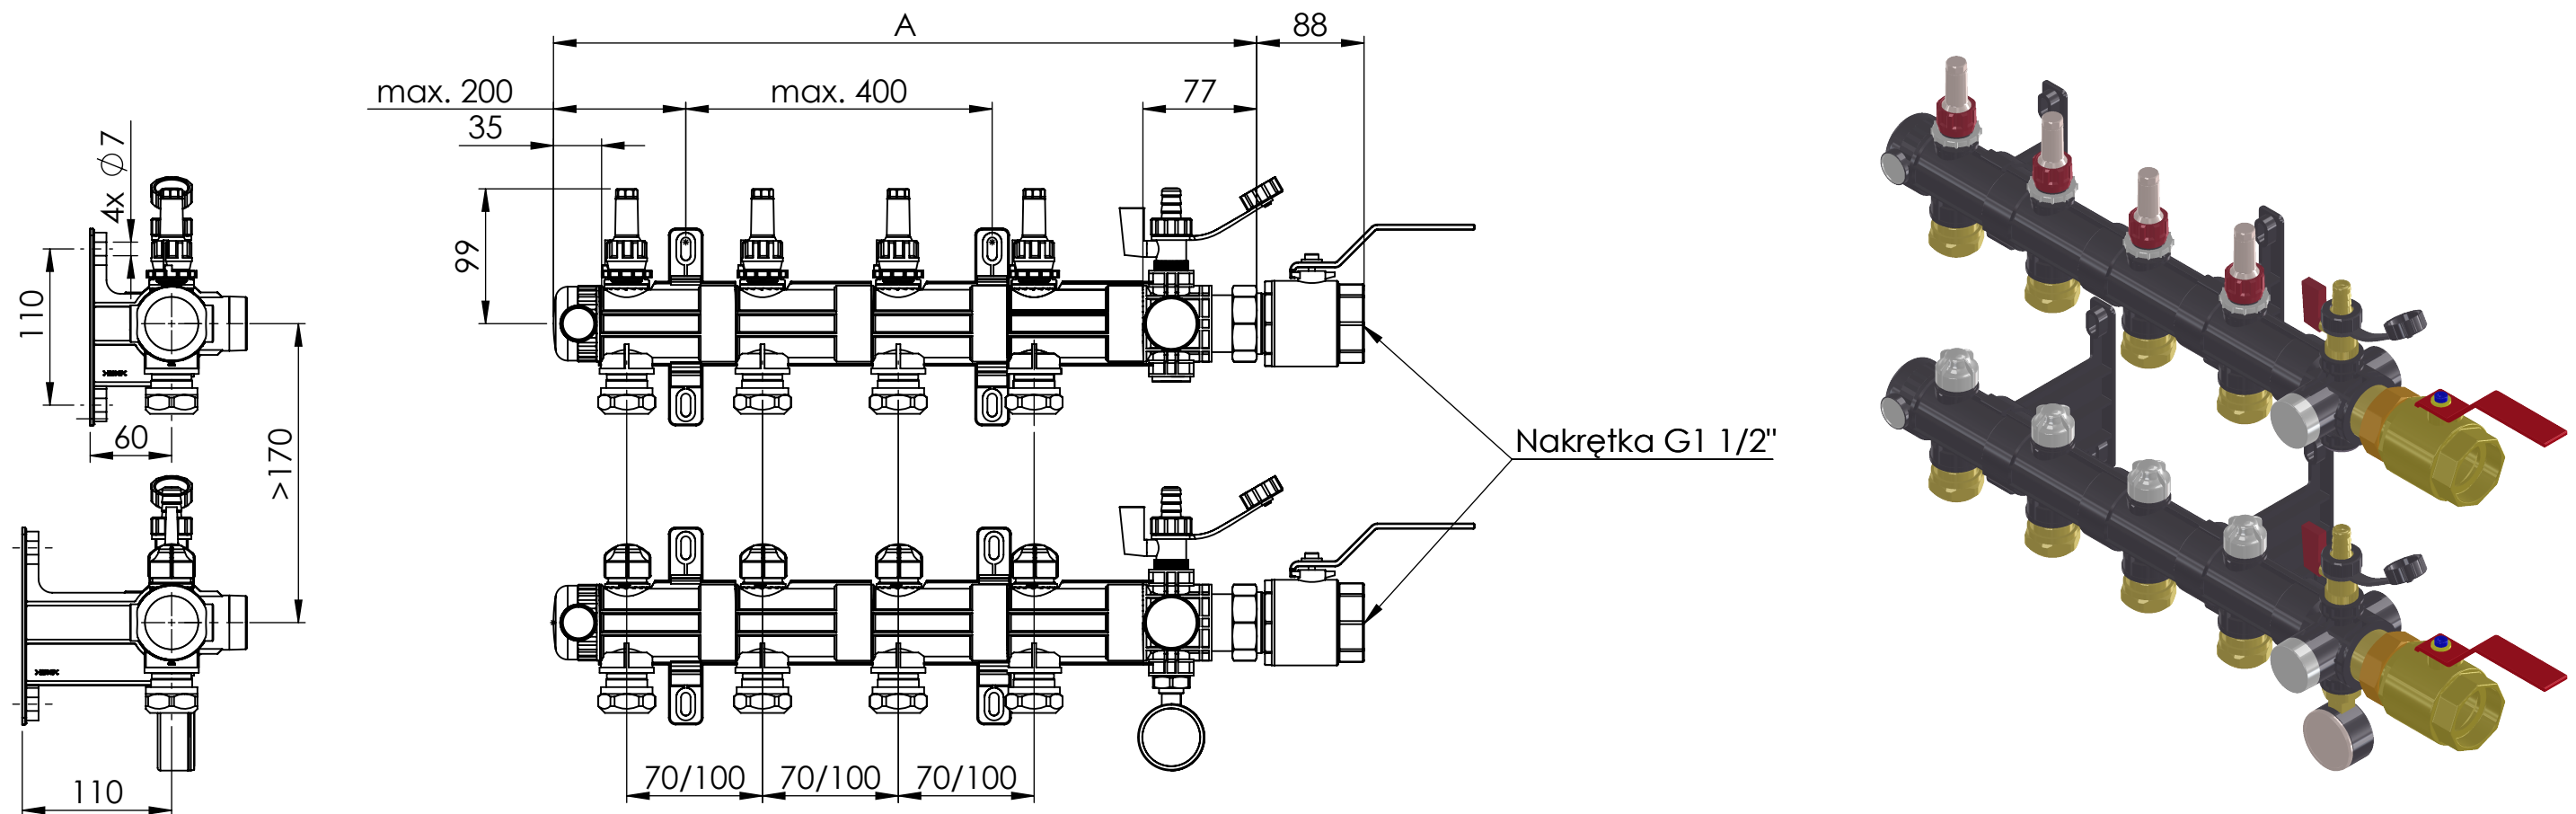 A
88
max. 200
max. 400
77
35
4x ∅7
99
110
60
>170
Nakrętka G1 1/2"
70/100
70/100
70/100
110